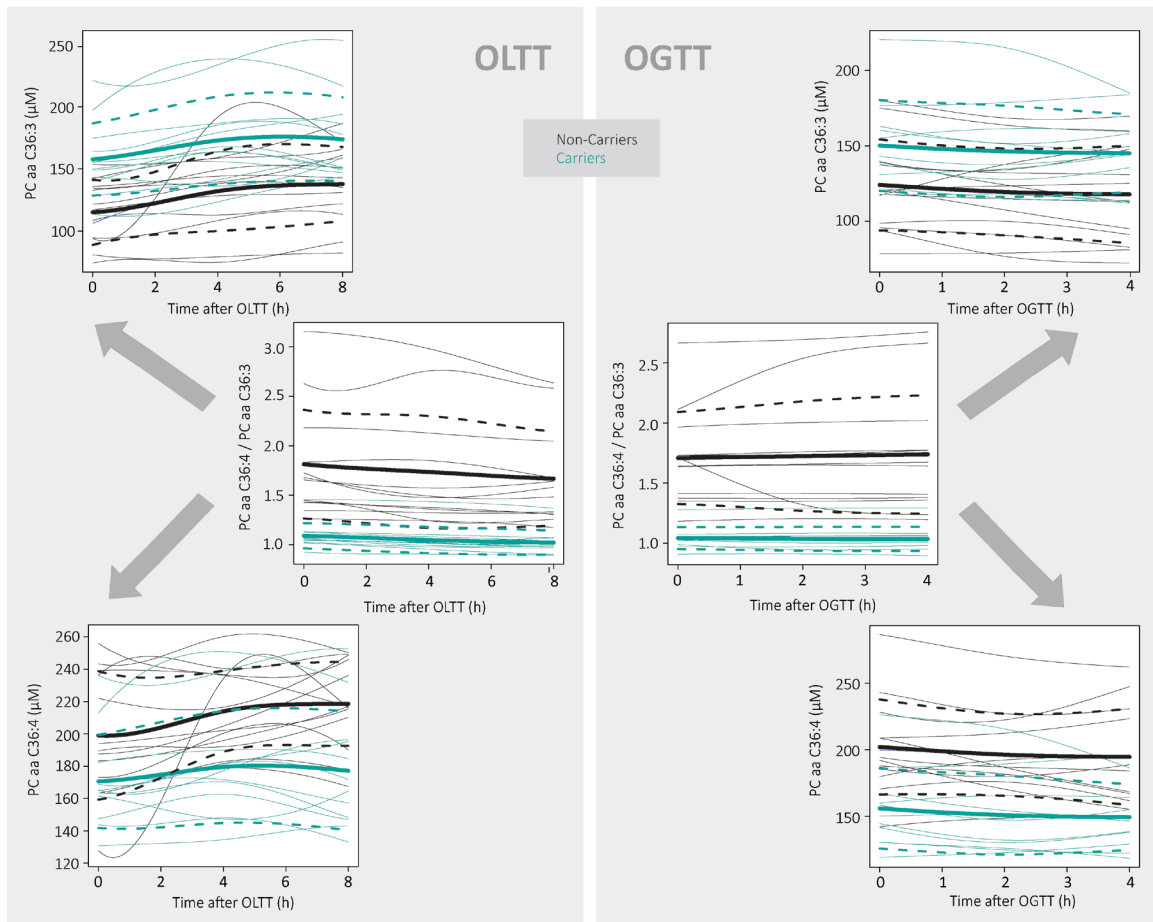 OLTT
OGTT
Non-Carriers
Carriers
PC aa C36:3 (µM)
250
200
150
100
0 2 4 6 8
Time after OLTT (h)
PC aa C36:3 (µM)
200
150
100
0 1 2 3 4
Time after OGTT (h)
PC aa C36:4 / PC aa C36:3
3.0
2.5
2.0
1.5
1.0
0 2 4 6 8
Time after OLTT (h)
PC aa C36:4 / PC aa C36:3
2.5
2.0
1.5
1.0
0 1 2 3 4
Time after OGTT (h)
PC aa C36:4 (µM)
260
240
220
200
180
160
140
120
0 2 4 6 8
Time after OLTT (h)
PC aa C36:4 (µM)
250
200
150
0 1 2 3 4
Time after OGTT (h)